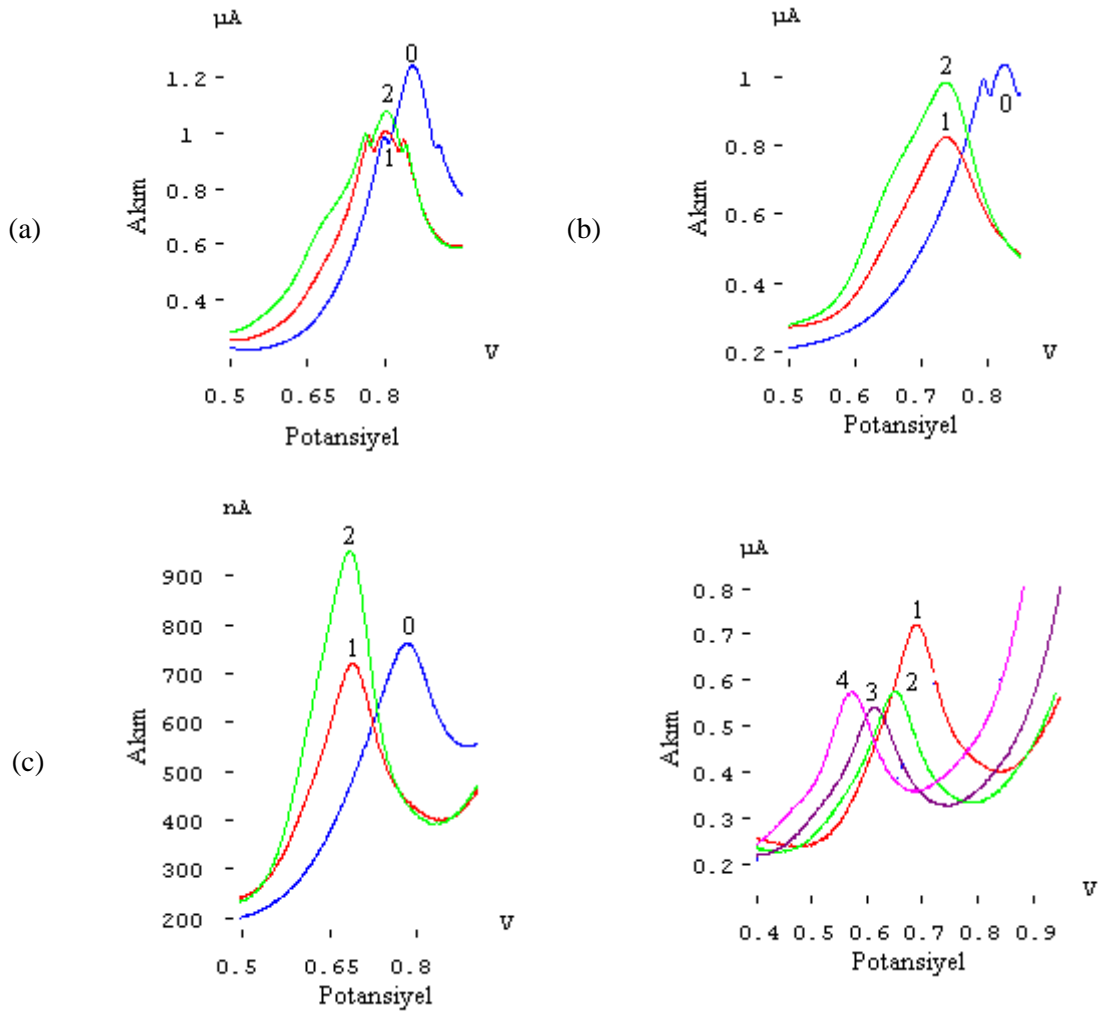 (a)
µA
1.2
1
0.8
0.6
0.4
Akım
0
2
1
V
0.5 0.65 0.8
Potansiyel
(b)
µA
1
0.8
0.6
0.4
0.2
Akım
2
1
0
V
0.5 0.6 0.7 0.8
Potansiyel
(c)
nA
900
800
700
600
500
400
300
200
Akım
2
1
0
V
0.5 0.65 0.8
Potansiyel
µA
0.8
0.7
0.6
0.5
0.4
0.3
0.2
Akım
1
4 3 2
V
0.4 0.5 0.6 0.7 0.8 0.9
Potansiyel